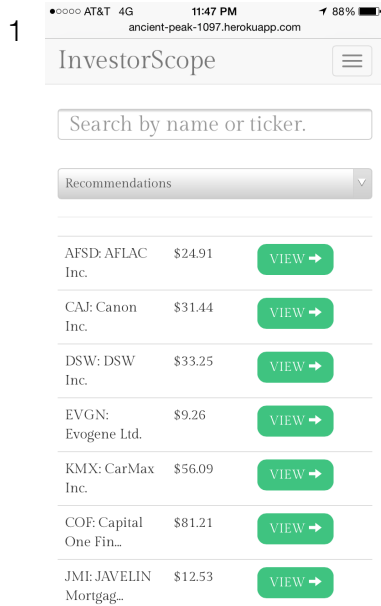 1
AT&T 4G 11:47 PM 88%
ancient-peak-1097.herokuapp.com
InvestorScope
Search by name or ticker.
Recommendations
AFSD: AFLAC $24.91 VIEW
Inc.
CAJ: Canon $31.44 VIEW
Inc.
DSW: DSW $33.25 VIEW
Inc.
EVGN: $9.26 VIEW
Evogene Ltd.
KMX: CarMax $56.09 VIEW
Inc.
COF: Capital $81.21 VIEW
One Fin...
JMI: JAVELIN $12.53 VIEW
Mortgag...